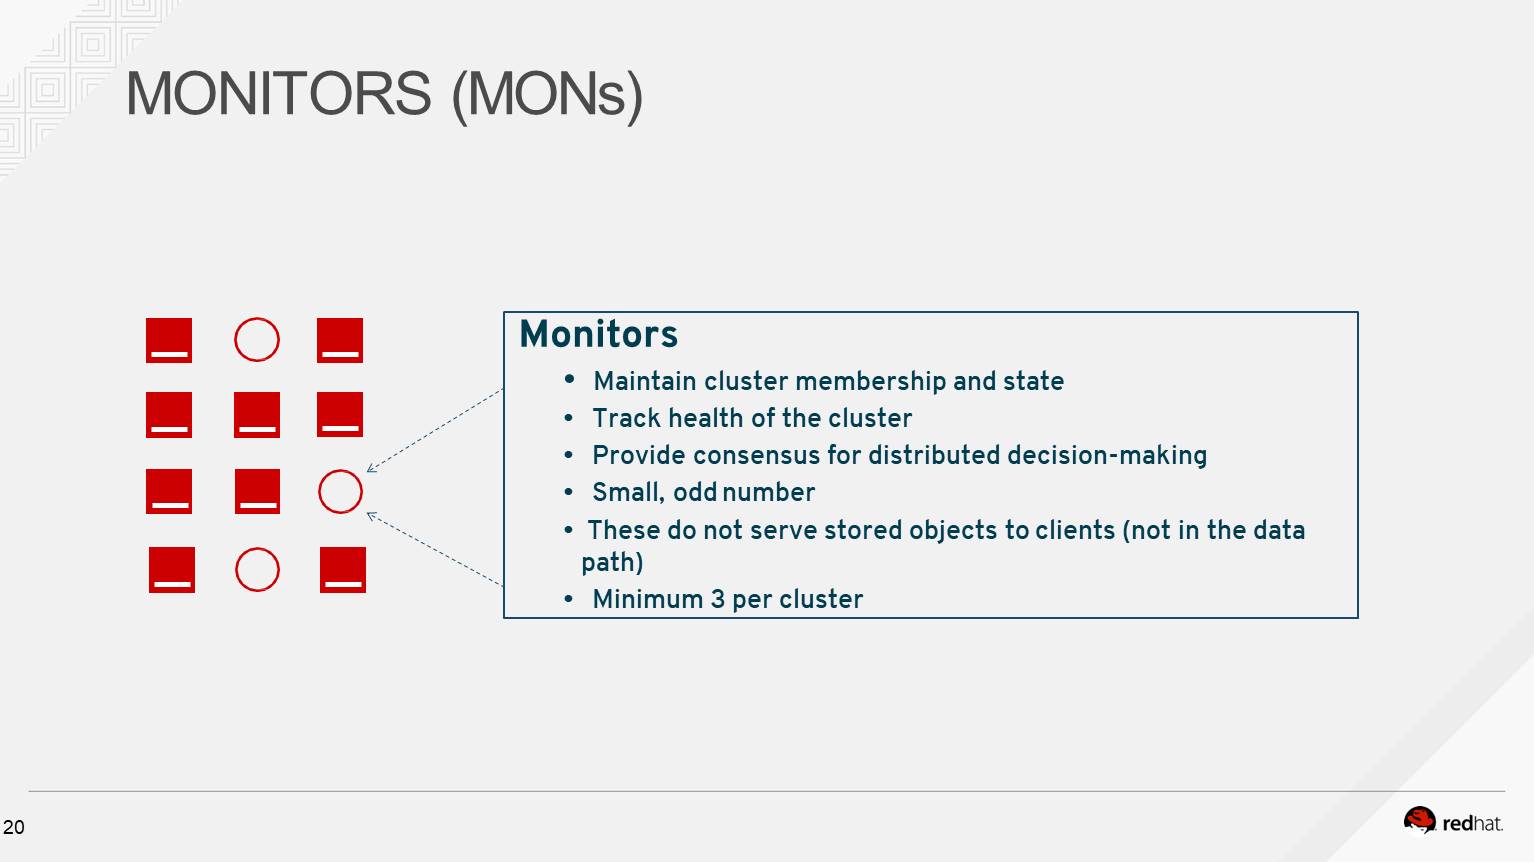 MONITORS (MONs)
Monitors
• Maintain cluster membership and state
• Track health of the cluster
• Provide consensus for distributed decision-making
• Small, odd number
• These do not serve stored objects to clients (not in the data
path)
• Minimum 3 per cluster
20
redhat.